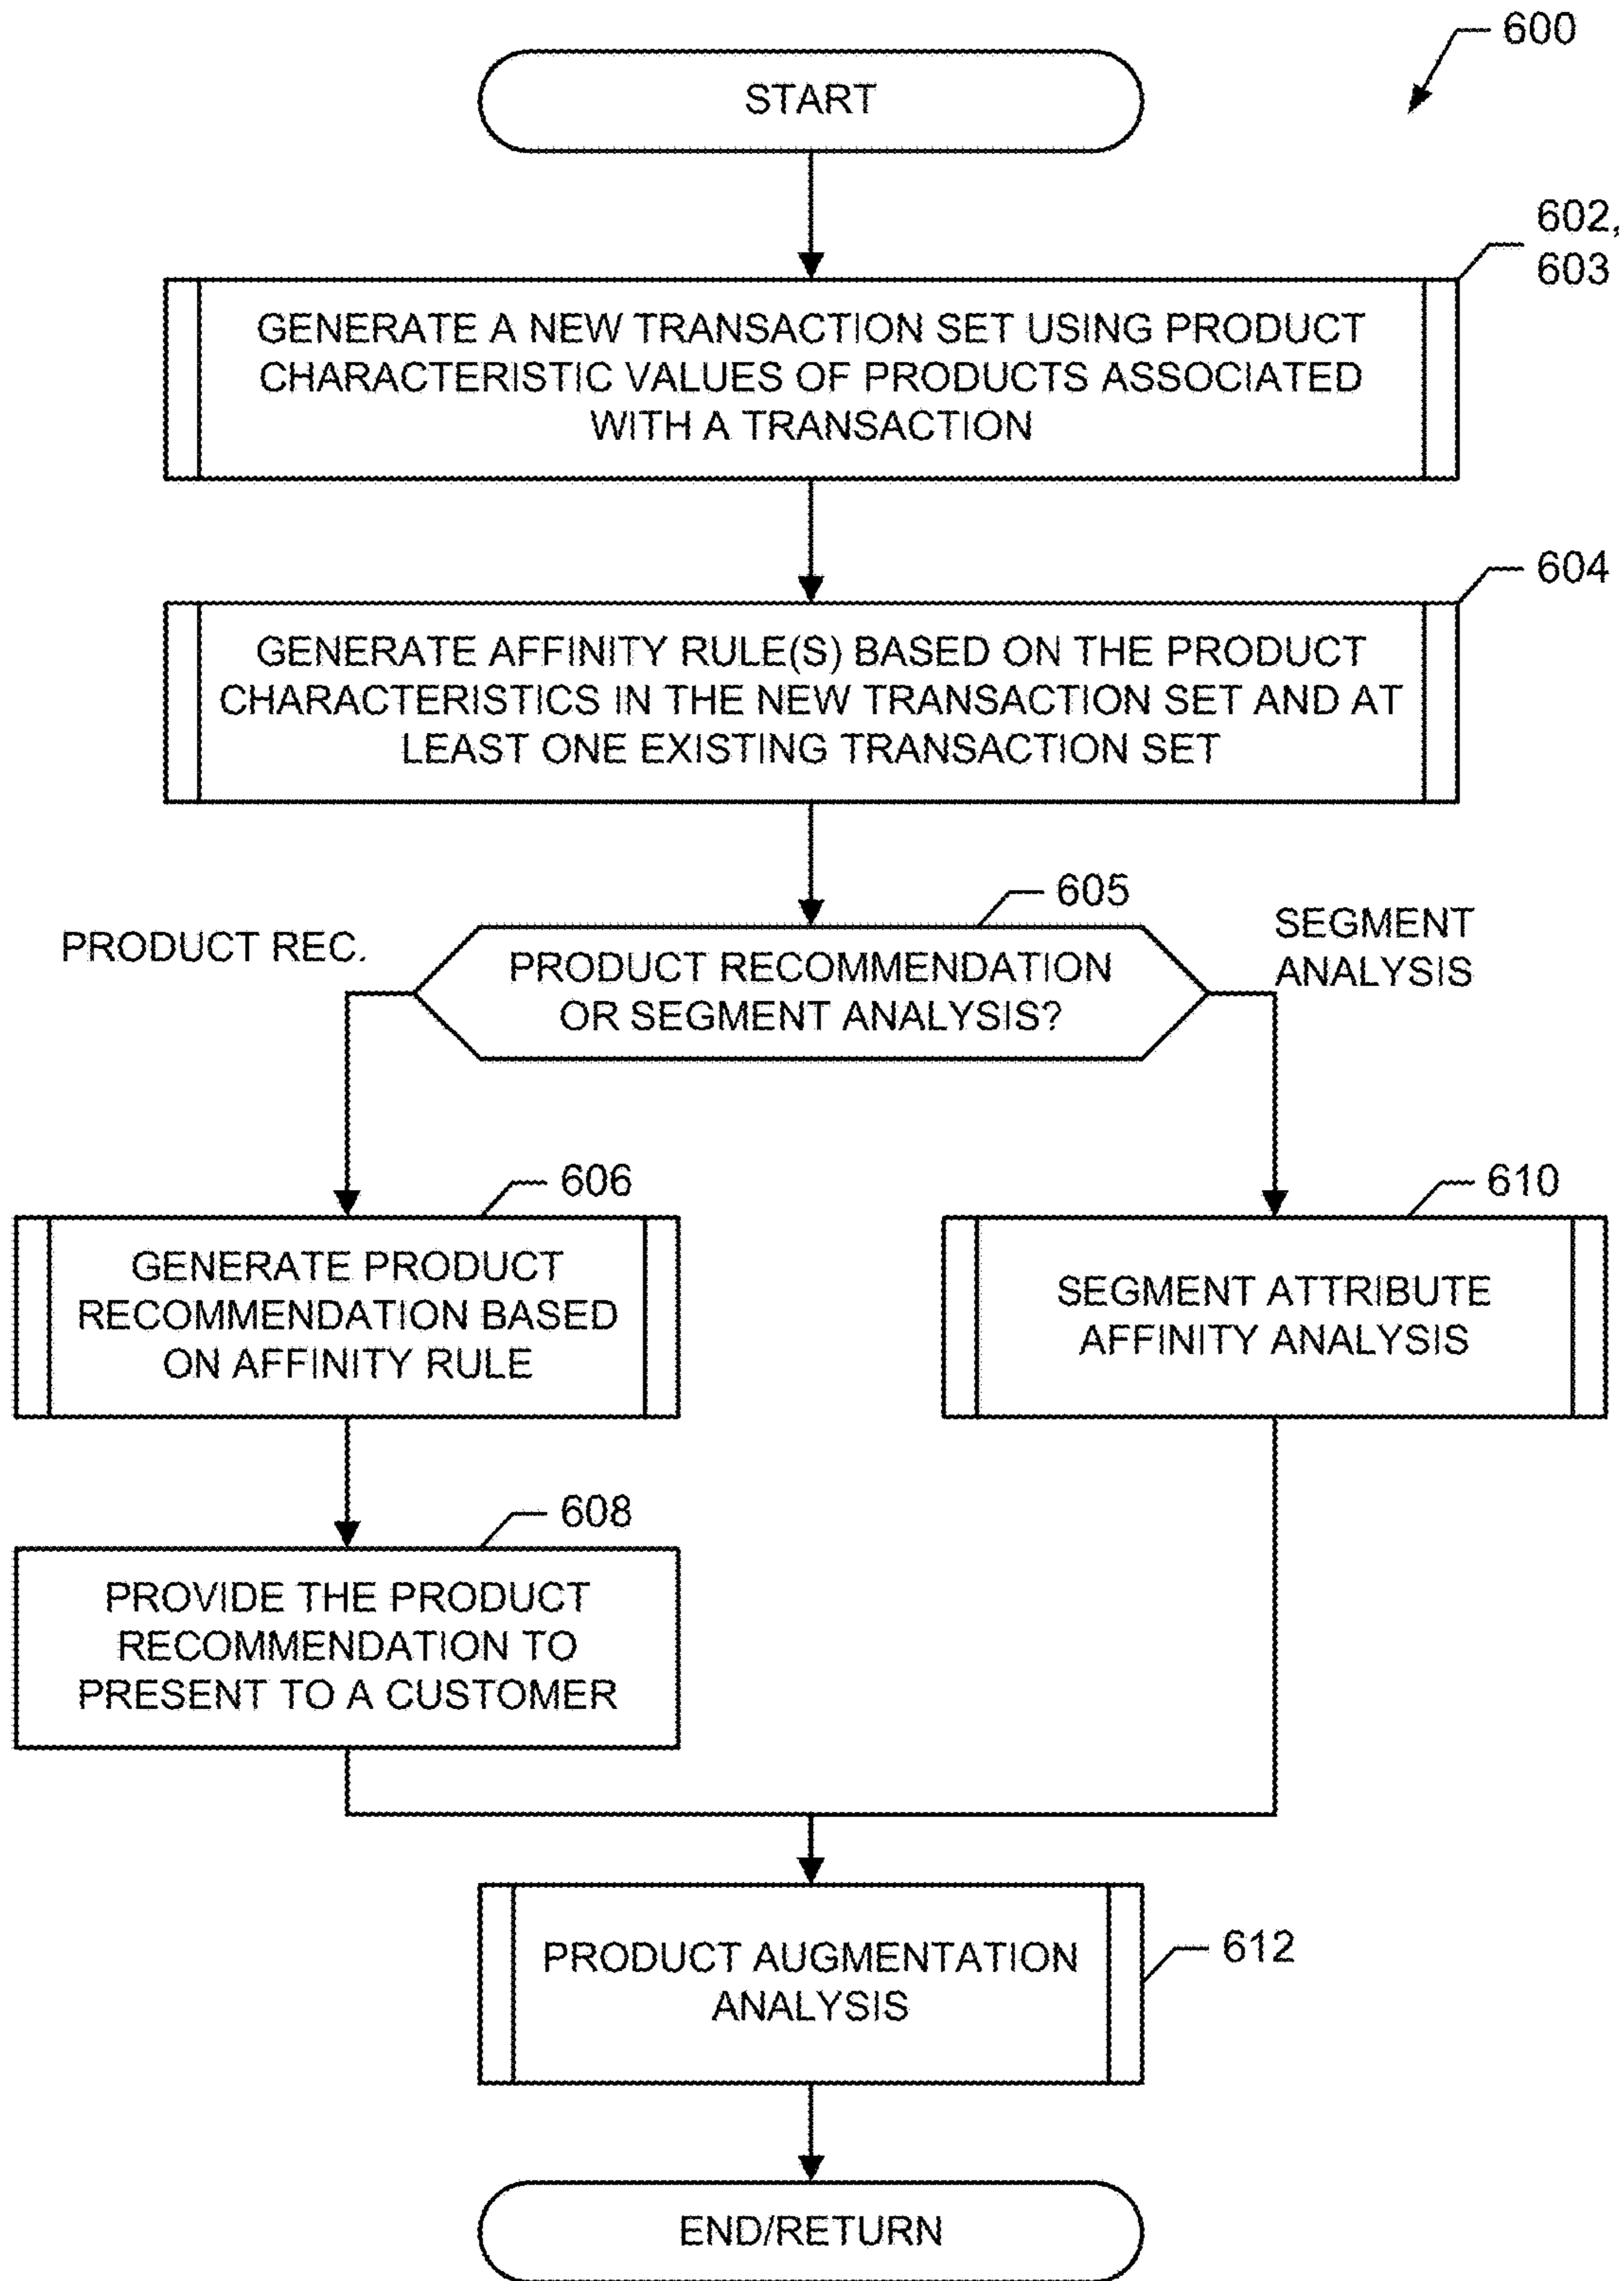 600
START
602,
603
GENERATE A NEW TRANSACTION SET USING PRODUCT
CHARACTERISTIC VALUES OF PRODUCTS ASSOCIATED
WITH A TRANSACTION
604
GENERATE AFFINITY RULE(S) BASED ON THE PRODUCT
CHARACTERISTICS IN THE NEW TRANSACTION SET AND AT
LEAST ONE EXISTING TRANSACTION SET
605
PRODUCT REC.
PRODUCT RECOMMENDATION
OR SEGMENT ANALYSIS?
SEGMENT
ANALYSIS
606
GENERATE PRODUCT
RECOMMENDATION BASED
ON AFFINITY RULE
610
SEGMENT ATTRIBUTE
AFFINITY ANALYSIS
608
PROVIDE THE PRODUCT
RECOMMENDATION TO
PRESENT TO A CUSTOMER
PRODUCT AUGMENTATION
ANALYSIS
612
END/RETURN